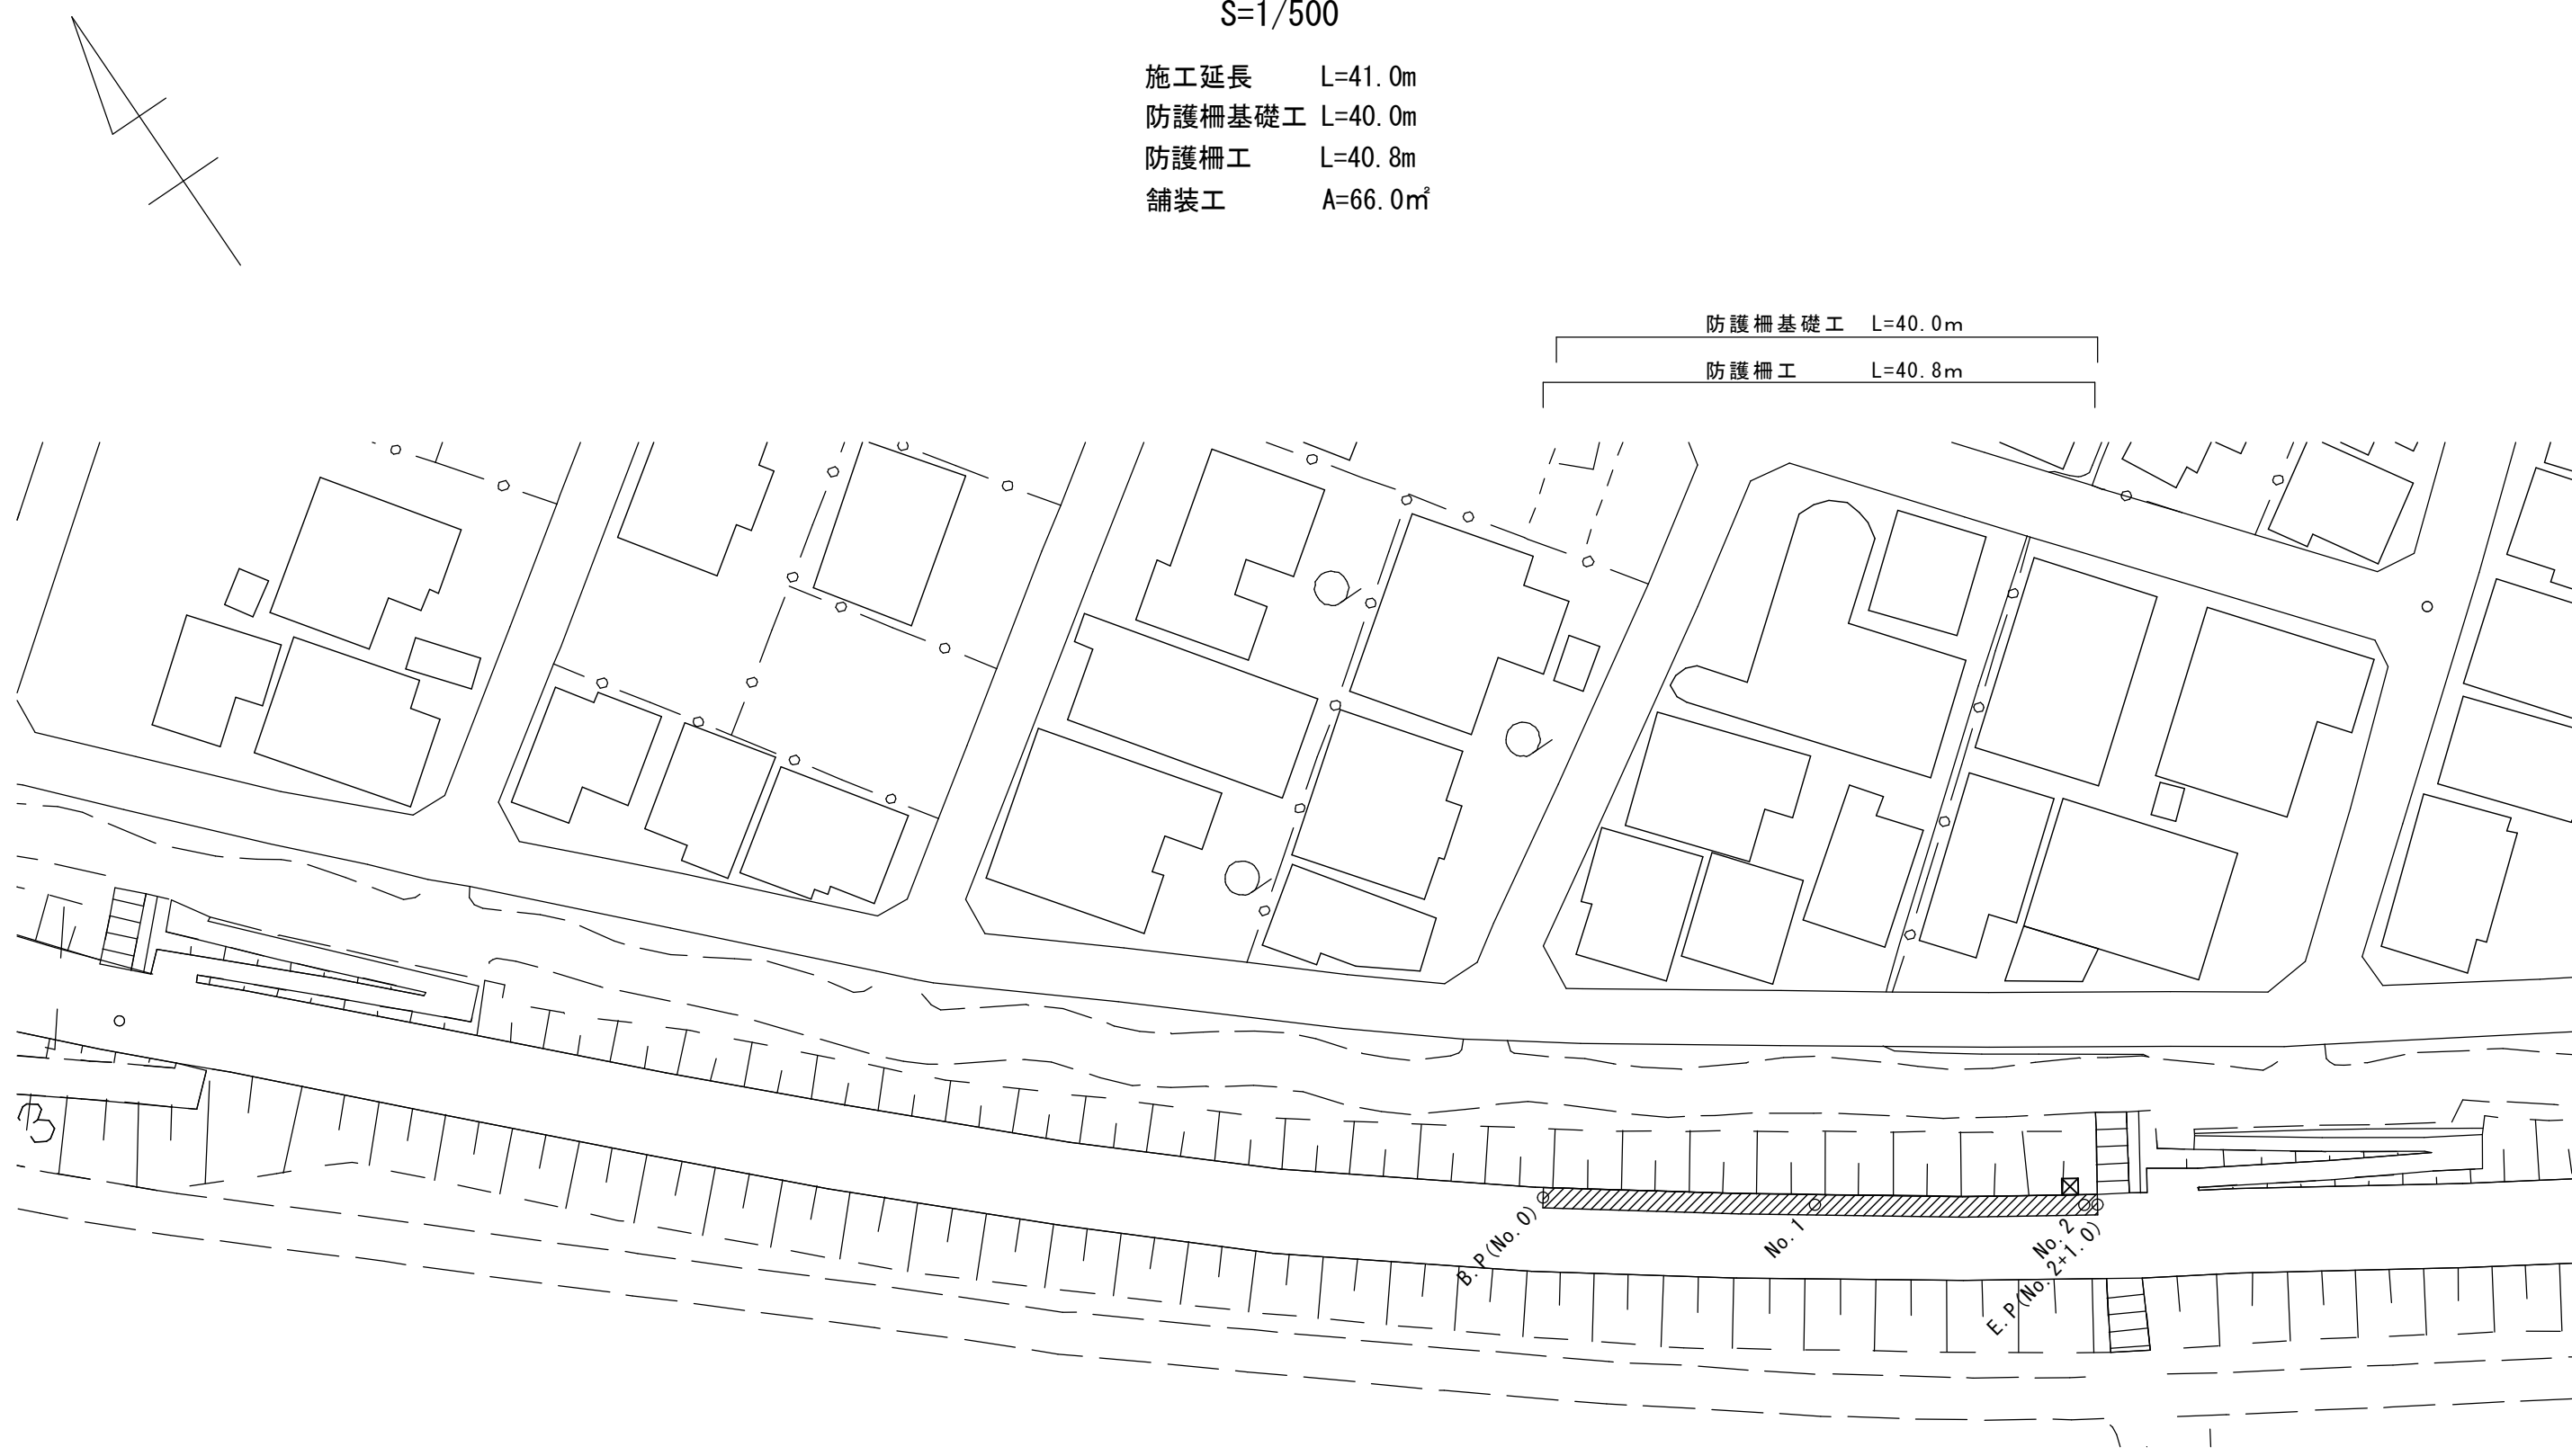 S=1/500
施工延長 L=41.0m
防護柵基礎工 L=40.0m
防護柵工 L=40.8m
舗装工 A=66.0㎡
防護柵基礎工 L=40.0m
防護柵工 L=40.8m
B.P(No.0)
No.1
No.2
E.P(No.2+1.0)
3